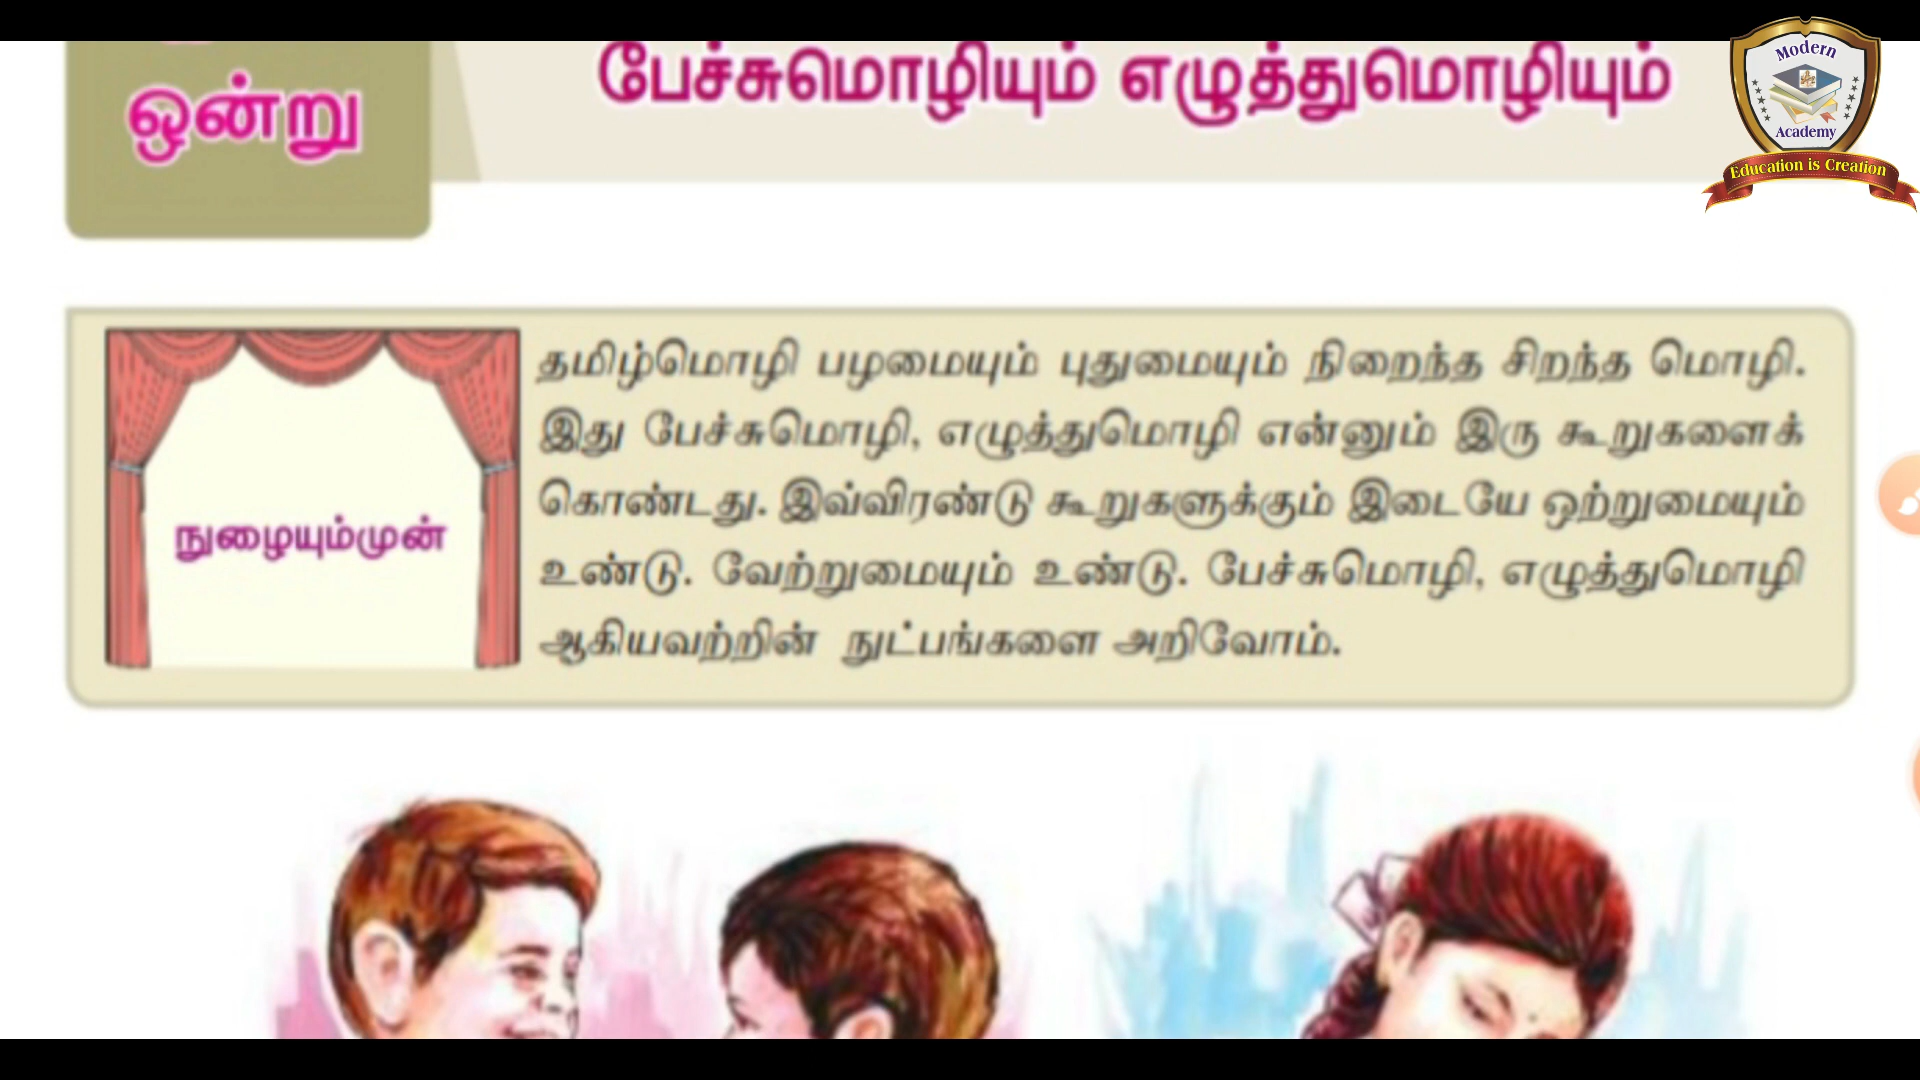 ஒன்று
பேச்சுமொழியும் எழுத்துமொழியும்
Modern
Academy
Education is Creation
நுழையும்முன்
தமிழ்மொழி பழமையும் புதுமையும் நிறைந்த சிறந்த மொழி.
இது பேச்சுமொழி, எழுத்துமொழி என்னும் இரு கூறுகளைக்
கொண்டது. இவ்விரண்டு கூறுகளுக்கும் இடையே ஒற்றுமையும்
உண்டு. வேற்றுமையும் உண்டு. பேச்சுமொழி, எழுத்துமொழி
ஆகியவற்றின் நுட்பங்களை அறிவோம்.